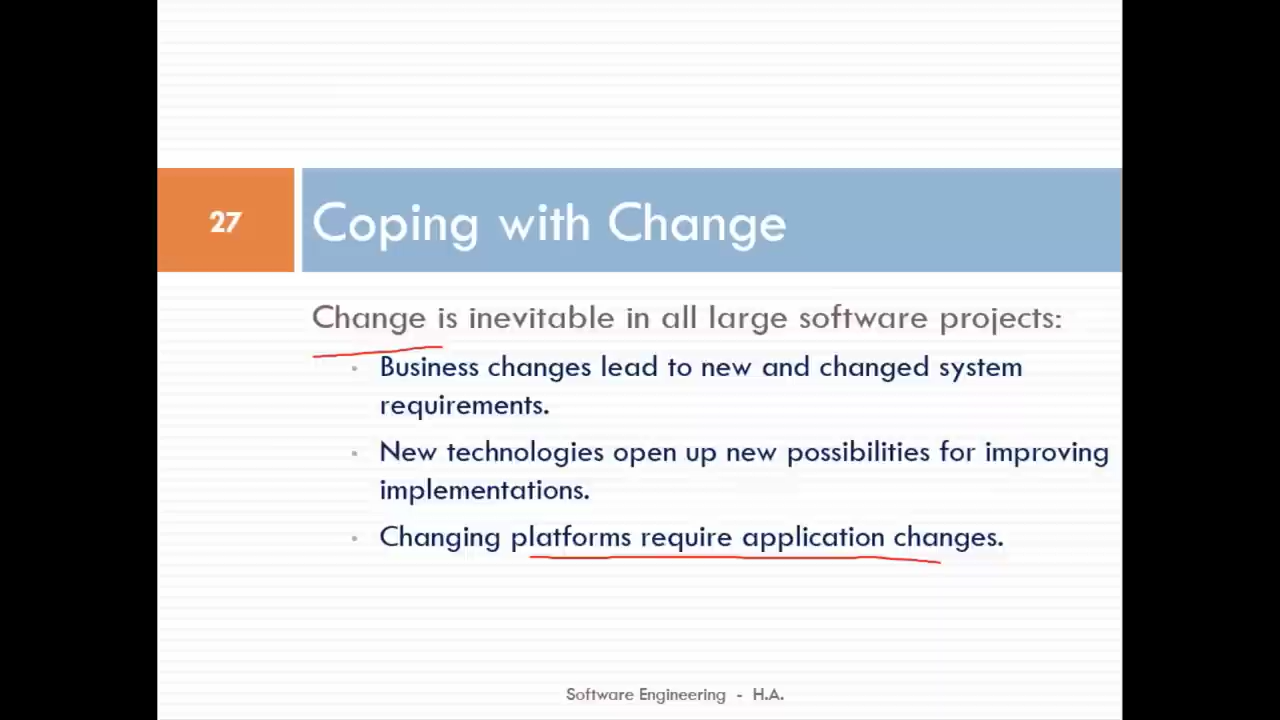 27
Coping with Change
Change is inevitable in all large software projects:
• Business changes lead to new and changed system
requirements.
• New technologies open up new possibilities for improving
implementations.
• Changing platforms require application changes.
Software Engineering - H.A.